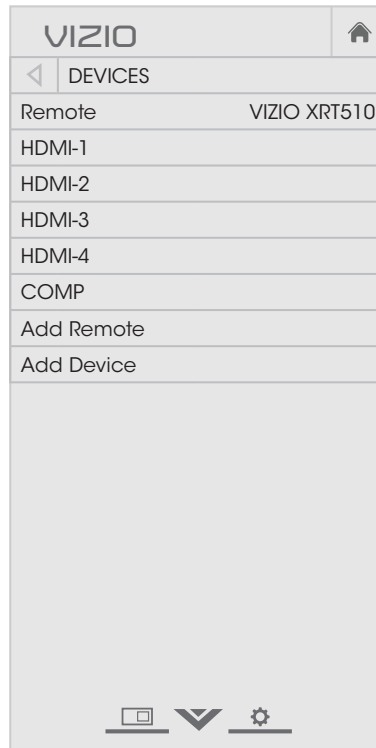 VIZIO
DEVICES
Remote VIZIO XRT510
HDMI-1
HDMI-2
HDMI-3
HDMI-4
COMP
Add Remote
Add Device